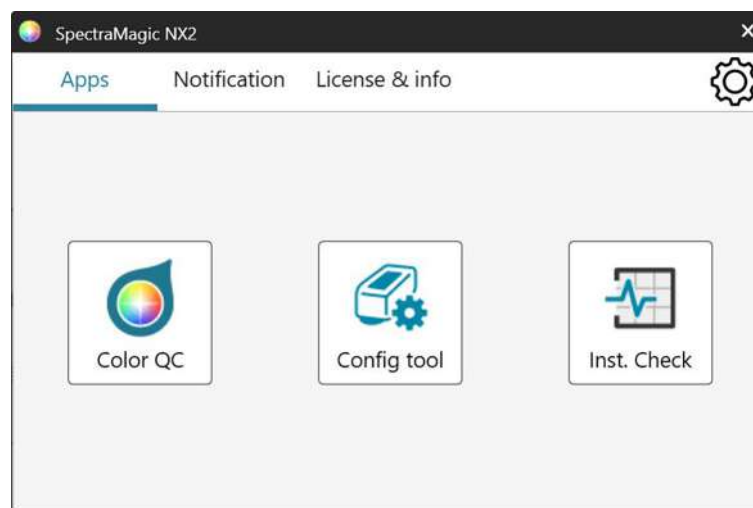 SpectraMagic NX2
Apps Notification License & info
Color QC Config tool Inst. Check